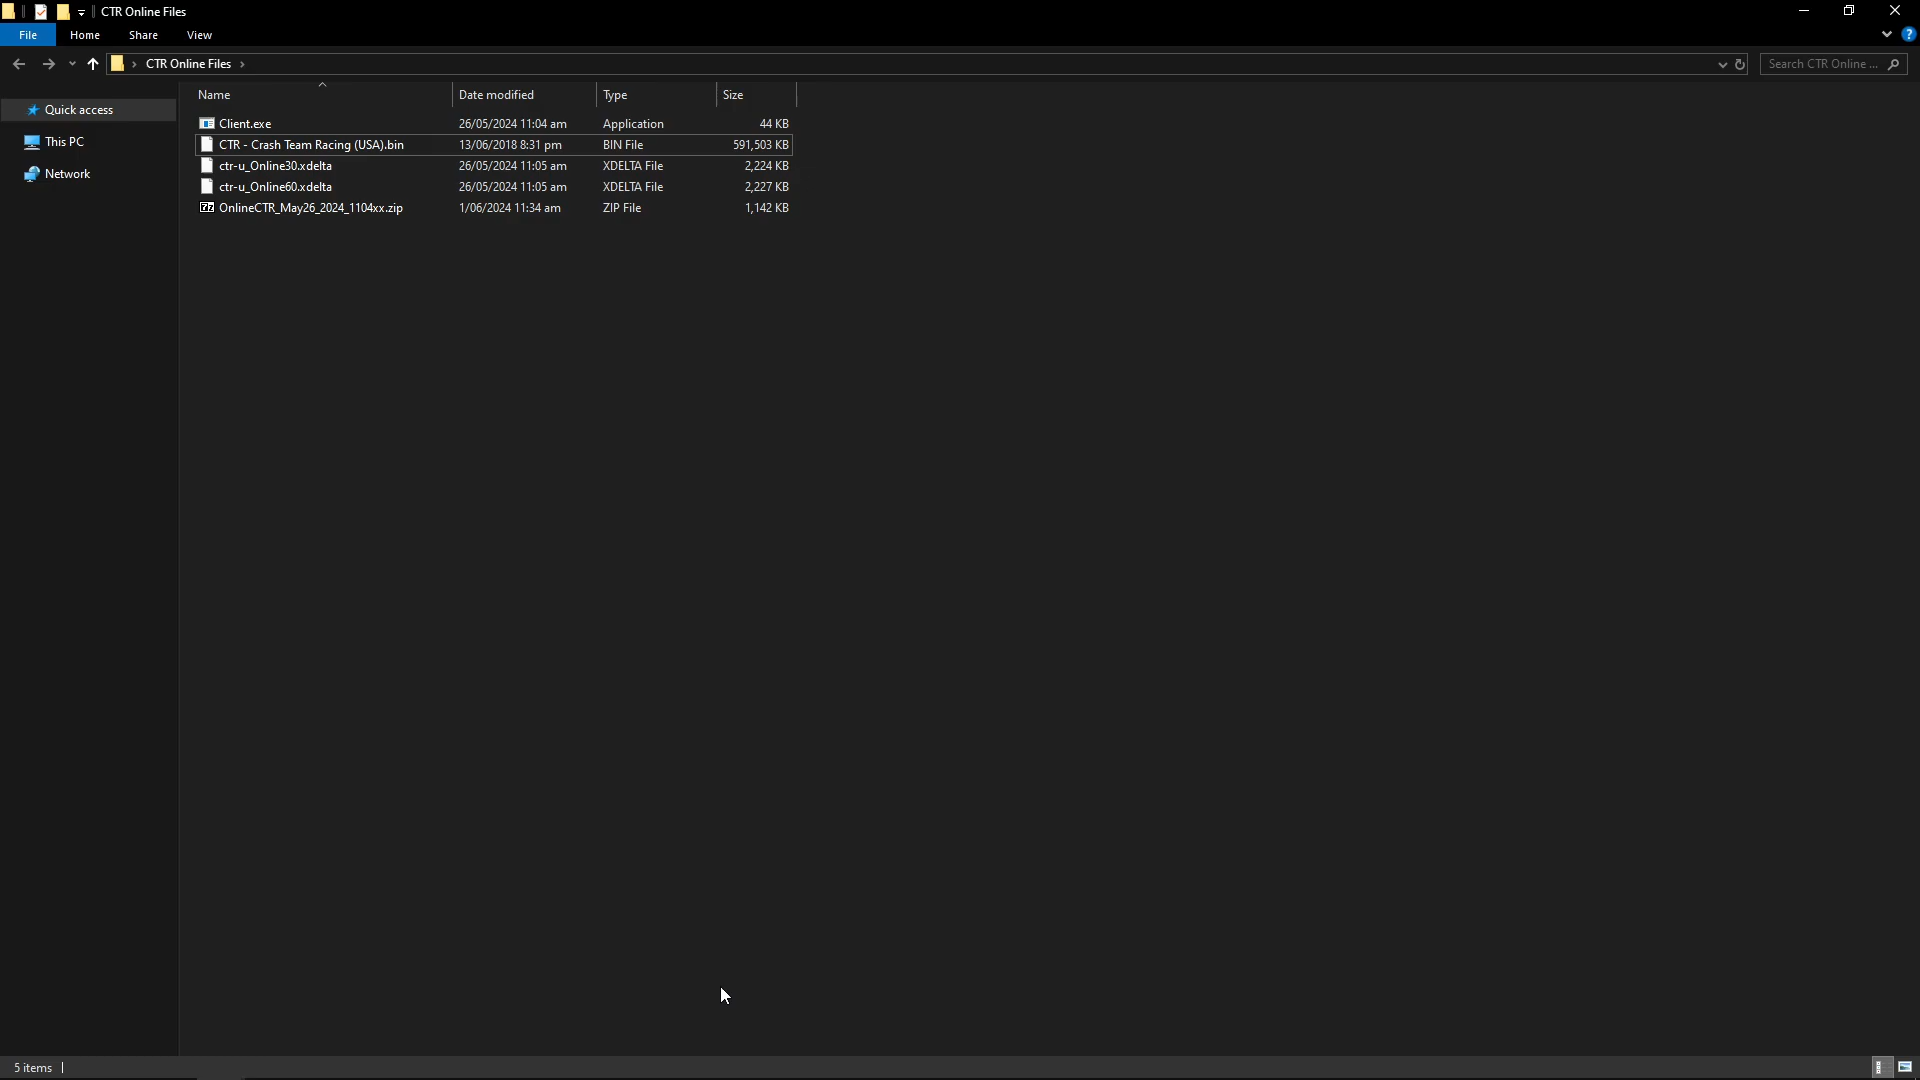 CTR Online Files
File Home Share View ?
CTR Online Files
Search CTR Online ...
Quick access
This PC
Network
Name Date modified Type Size
Client.exe 26/05/2024 11:04 am Application 44 KB
CTR - Crash Team Racing (USA).bin 13/06/2018 8:31 pm BIN File 591,503 KB
ctr-u_Online30.xdelta 26/05/2024 11:05 am XDELTA File 2,224 KB
ctr-u_Online60.xdelta 26/05/2024 11:05 am XDELTA File 2,227 KB
OnlineCTR_May26_2024_1104xx.zip 1/06/2024 11:34 am ZIP File 1,142 KB
5 items